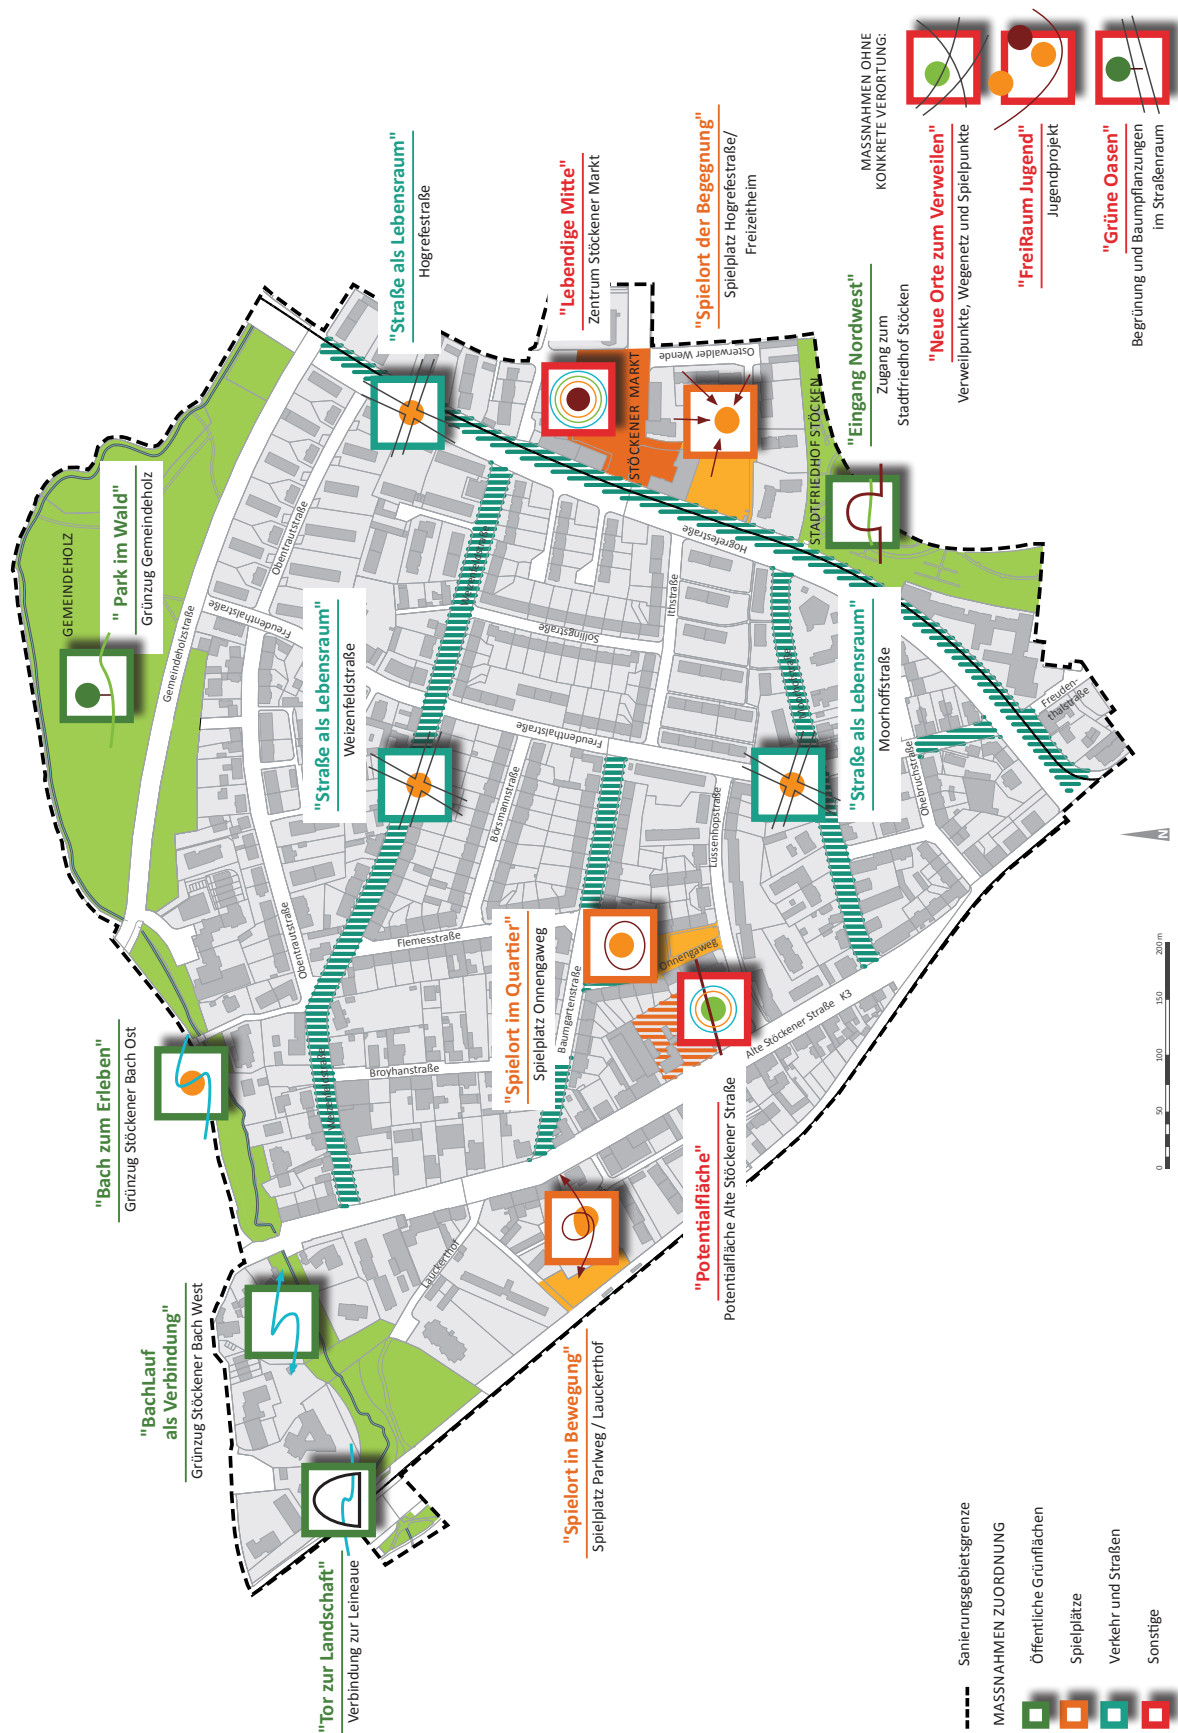 "Tor zur Landschaft"
Verbindung zur Leineaue
"BachLauf
als Verbindung"
Grünzug Stöckener Bach West
"Bach zum Erleben"
Grünzug Stöckener Bach Ost
" Park im Wald"
Grünzug Gemeindeholz
GEMEINDEHOLZ
Gemeindeholzstraße
Obentrautstraße
Obentrautstraße
Freudenthalstraße
"Straße als Lebensraum"
Weizenfeldstraße
Weizenfeldstraße
Weizenfeldstraße
"Straße als Lebensraum"
Hogrefestraße
"Lebendige Mitte"
Zentrum Stöckener Markt
STÖCKENER MARKT
Osterwalder Wende
"Spielort der Begegnung"
Spielplatz Hogrefestraße/
Freizeitheim
Hogrefestraße
Sollingstraße
Ithstraße
Freudenthalstraße
Börsmannstraße
Flemesstraße
Broyhanstraße
Baumgartenstraße
"Spielort im Quartier"
Spielplatz Onnengaweg
Onnengaweg
Lüssenhopstraße
Alte Stöckener Straße K3
Lauckerthof
"Spielort in Bewegung"
Spielplatz Parlweg / Lauckerthof
"Potentialfläche"
Potentialfläche Alte Stöckener Straße
"Straße als Lebensraum"
Moorhoffstraße
Moorhoffstraße
Ohebruchstraße
Freuden-
thalstraße
STADTFRIEDHOF STÖCKEN
"Eingang Nordwest"
Zugang zum
Stadtfriedhof Stöcken
MASSNAHMEN OHNE
KONKRETE VERORTUNG:
"Neue Orte zum Verweilen"
Verweilpunkte, Wegenetz und Spielpunkte
"FreiRaum Jugend"
Jugendprojekt
"Grüne Oasen"
Begrünung und Baumpflanzungen
im Straßenraum
N
0 50 100 150 200 m
Sanierungsgebietsgrenze
MASSNAHMEN ZUORDNUNG
Öffentliche Grünflächen
Spielplätze
Verkehr und Straßen
Sonstige